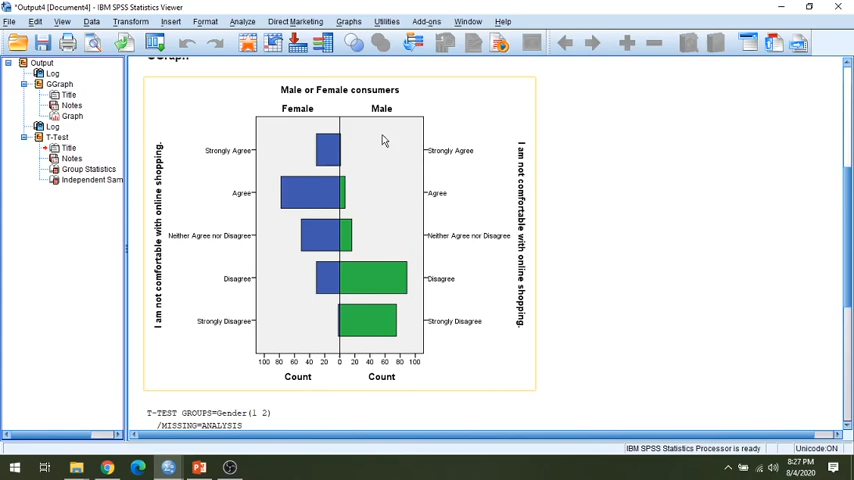 *Output4 [Document4] - IBM SPSS Statistics Viewer
File Edit View Data Transform Insert Format Analyze Direct Marketing Graphs Utilities Add-ons Window Help
Output
Log
GGraph
Title
Notes
Graph
Log
T-Test
Title
Notes
Group Statistics
Independent Sam
GGraph
Male or Female consumers
Female Male
I am not comfortable with online shopping.
Strongly Agree Strongly Agree
Agree Agree
Neither Agree nor Disagree Neither Agree nor Disagree
Disagree Disagree
Strongly Disagree Strongly Disagree
I am not comfortable with online shopping.
100 80 60 40 20 0 20 40 60 80 100
Count Count
T-TEST GROUPS=Gender(1 2)
/MISSING=ANALYSIS
IBM SPSS Statistics Processor is ready Unicode:ON
8:27 PM
8/4/2020